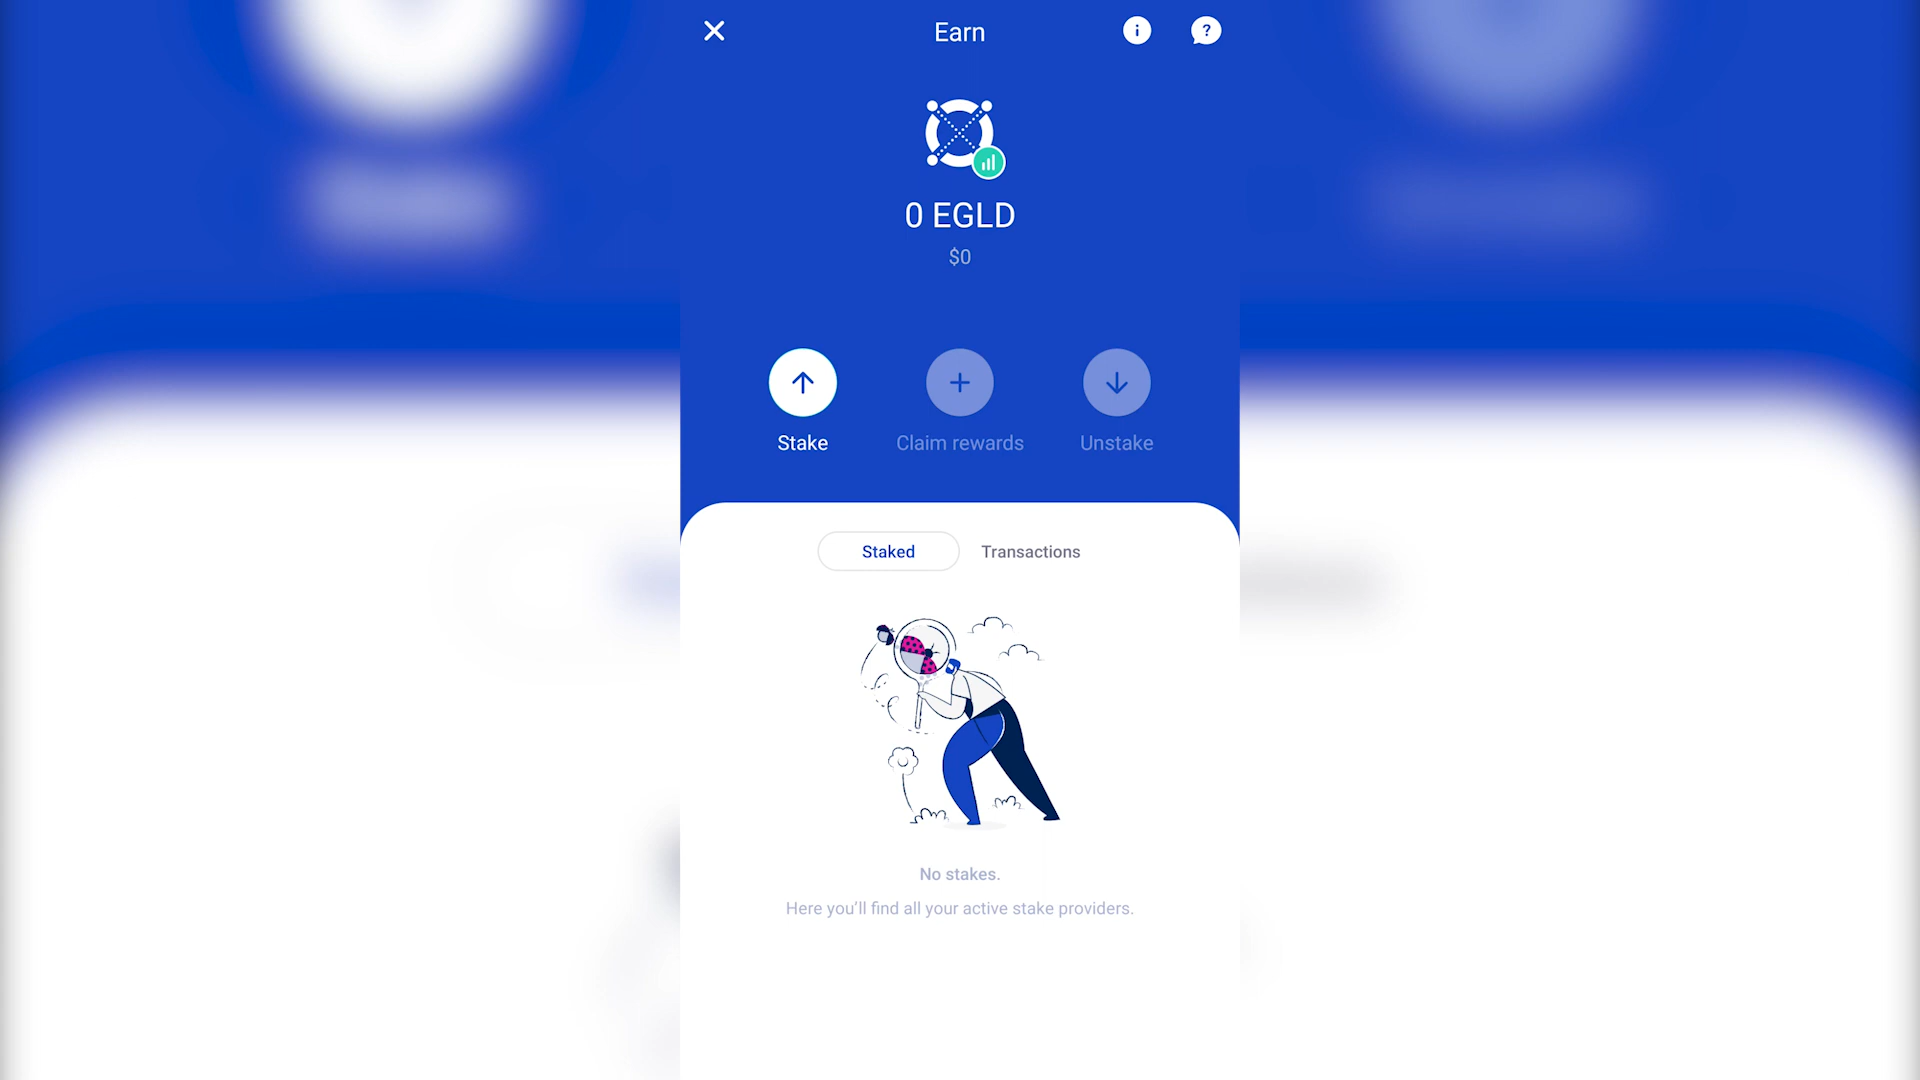 Earn
0 EGLD
$0
Stake
Claim rewards
Unstake
Staked
Transactions
No stakes.
Here you’ll find all your active stake providers.